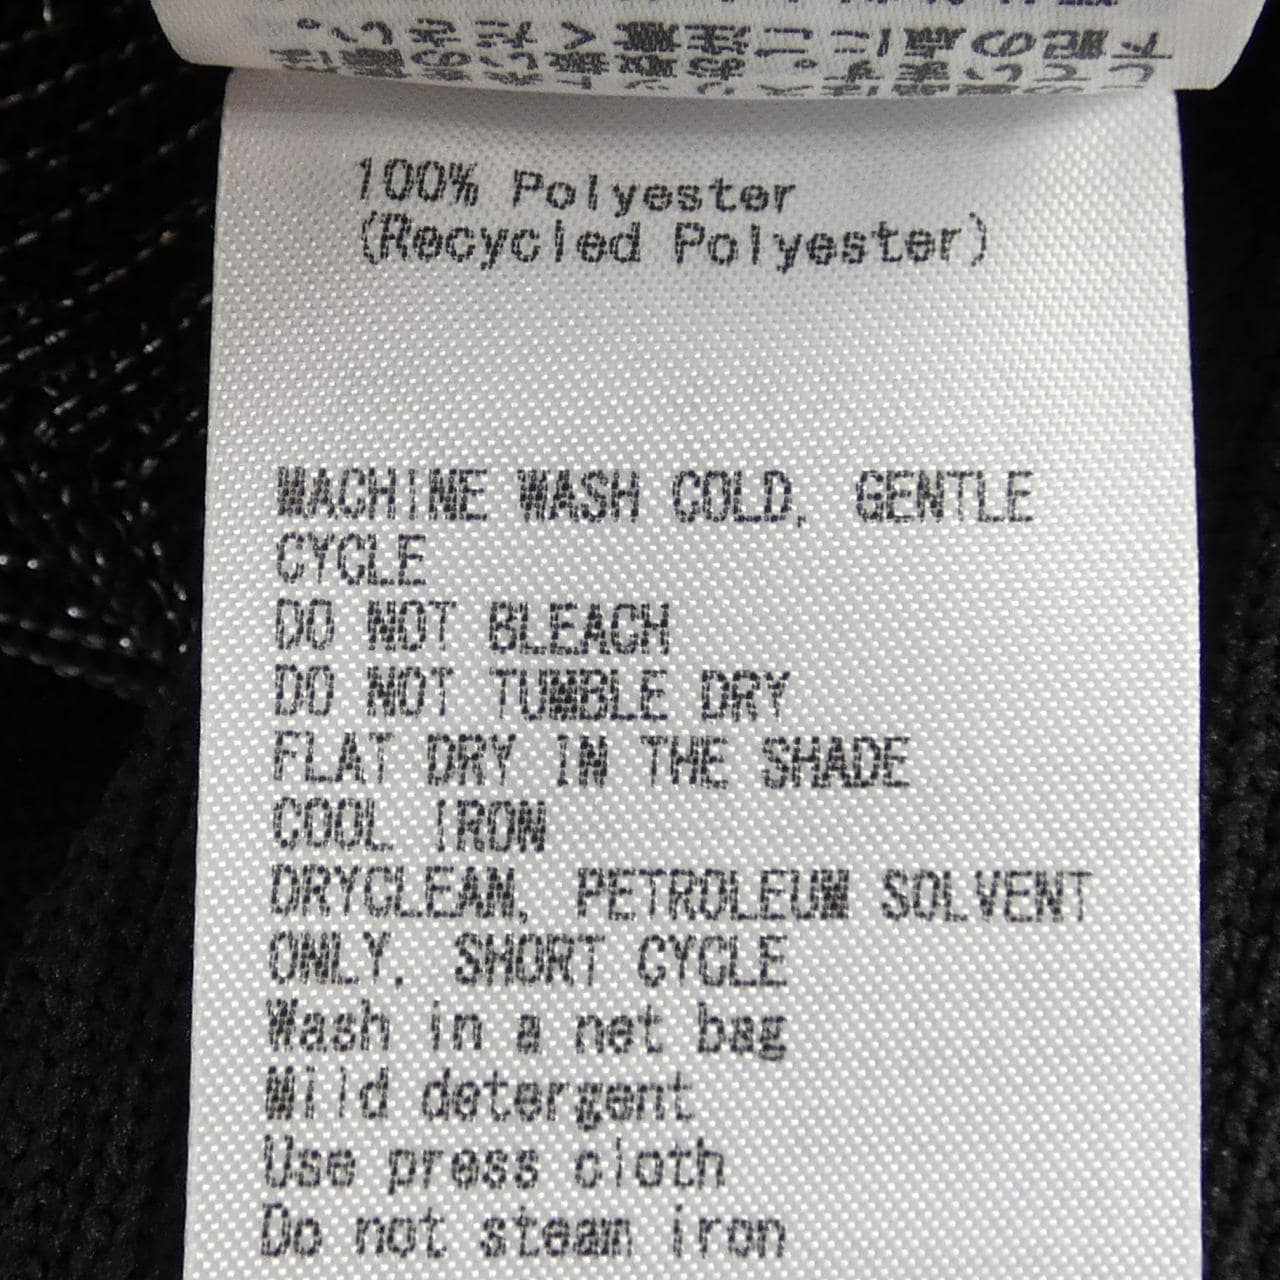 100% Polyester
(Recycled Polyester)
MACHINE WASH COLD, GENTLE
CYCLE
DO NOT BLEACH
DO NOT TUMBLE DRY
FLAT DRY IN THE SHADE
COOL IRON
DRYCLEAN, PETROLEUM SOLVENT
ONLY, SHORT CYCLE
Wash in a net bag
Mild detergent
Use press cloth
Do not steam iron